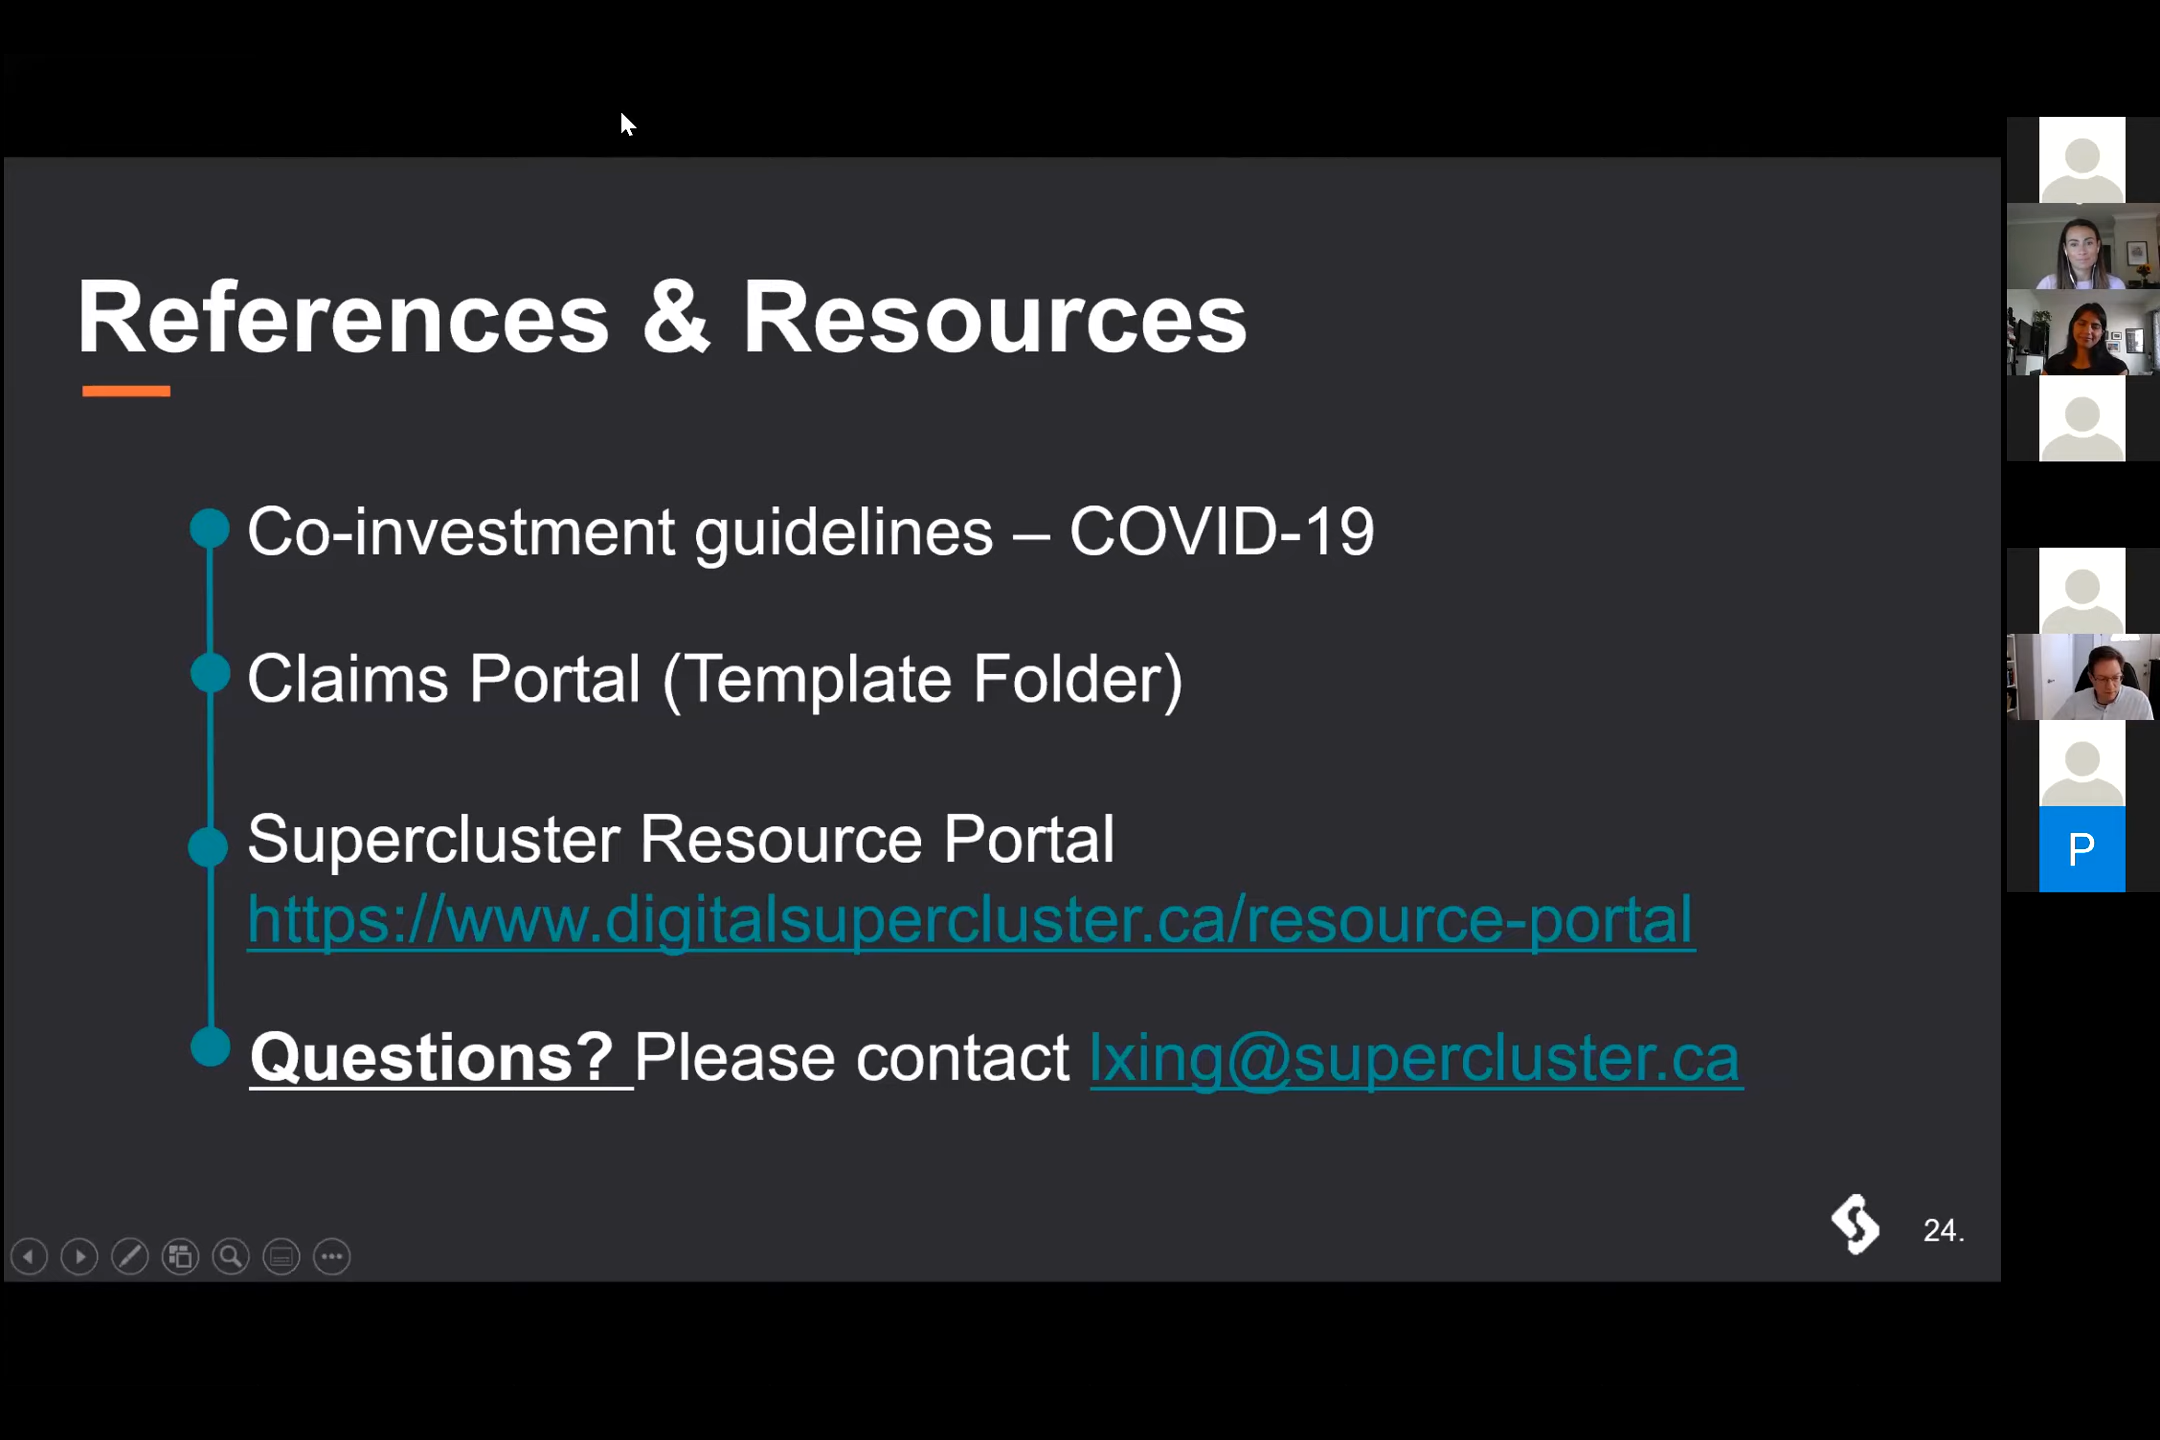 References & Resources
Co-investment guidelines – COVID-19
Claims Portal (Template Folder)
Supercluster Resource Portal
https://www.digitalsupercluster.ca/resource-portal
Questions? Please contact lxing@supercluster.ca
24.
P